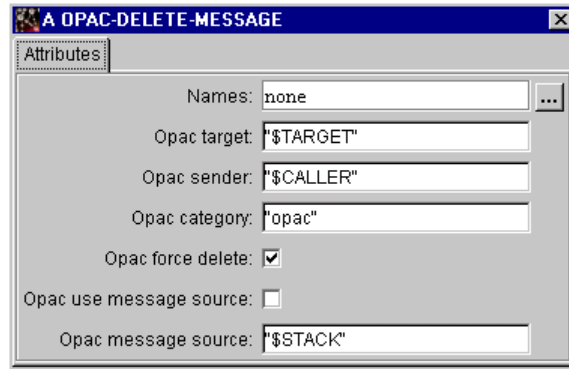 A OPAC-DELETE-MESSAGE
Attributes
Names: none ...
Opac target: "$TARGET"
Opac sender: "$CALLER"
Opac category: "opac"
Opac force delete:
Opac use message source:
Opac message source: "$STACK"